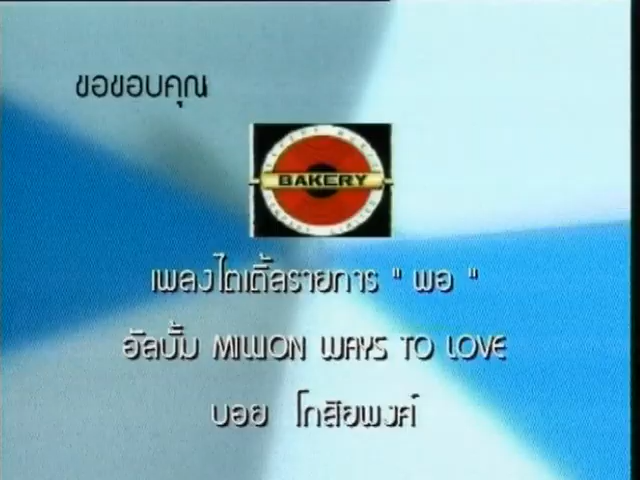 ขอขอบคุณ
BAKERY
เพลงไตเติ้ลรายการ " พอ "
อัลบั้ม MILLION WAYS TO LOVE
บอย โกสิยพงศ์